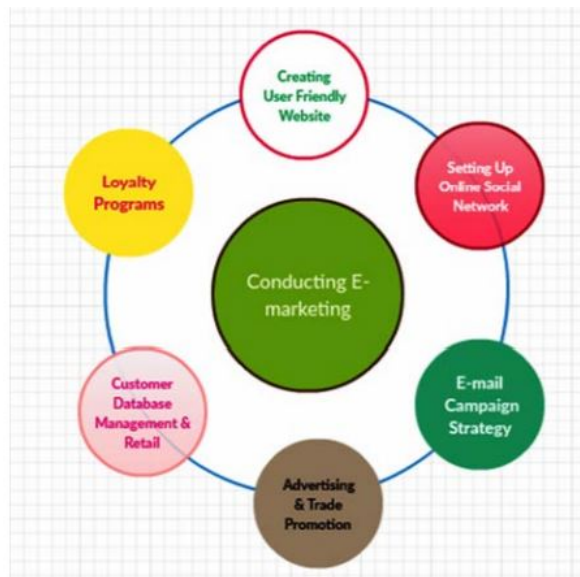 Creating
User Friendly
Website
Setting Up
Online Social
Network
E-mail
Campaign
Strategy
Advertising
& Trade
Promotion
Customer
Database
Management &
Retail
Loyalty
Programs
Conducting E-
marketing